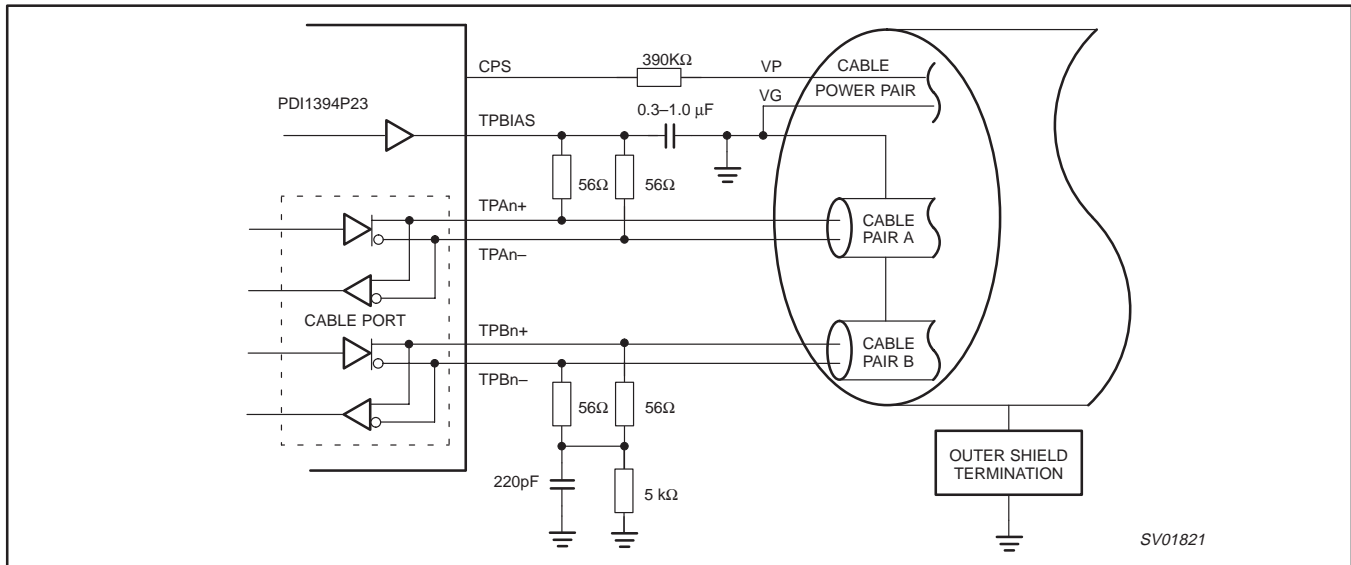 CPS
390KΩ
VP
CABLE
POWER PAIR
VG
PDI1394P23
0.3–1.0 μF
TPBIAS
56Ω
56Ω
TPAn+
CABLE
PAIR A
TPAn–
CABLE PORT
TPBn+
CABLE
PAIR B
TPBn–
56Ω
56Ω
OUTER SHIELD
TERMINATION
220pF
5 kΩ
SV01821